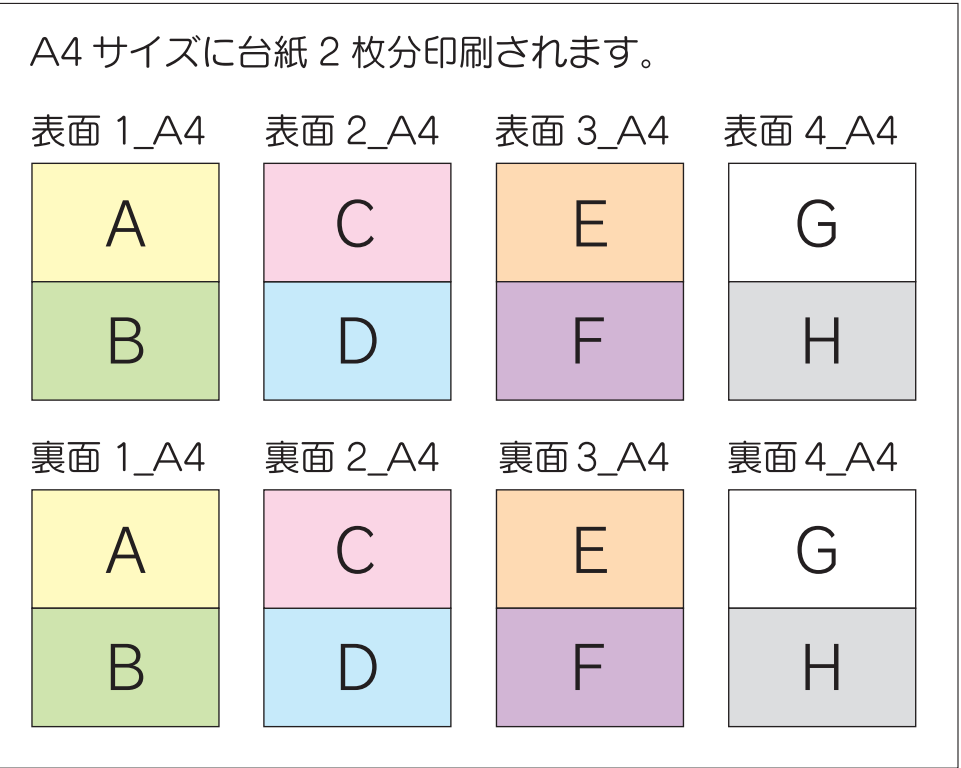 A4 サイズに台紙 2 枚分印刷されます。
表面 1_A4 表面 2_A4 表面 3_A4 表面 4_A4
A C E G
B D F H
裏面 1_A4 裏面 2_A4 裏面 3_A4 裏面 4_A4
A C E G
B D F H